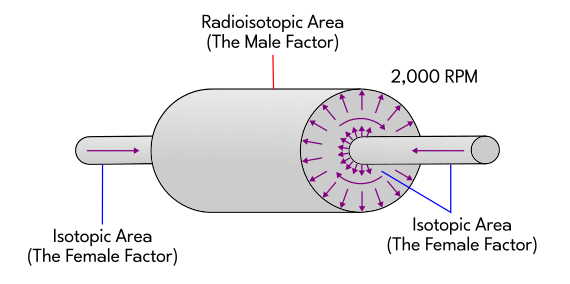 Radioisotopic Area
(The Male Factor)
2,000 RPM
Isotopic Area
(The Female Factor)
Isotopic Area
(The Female Factor)